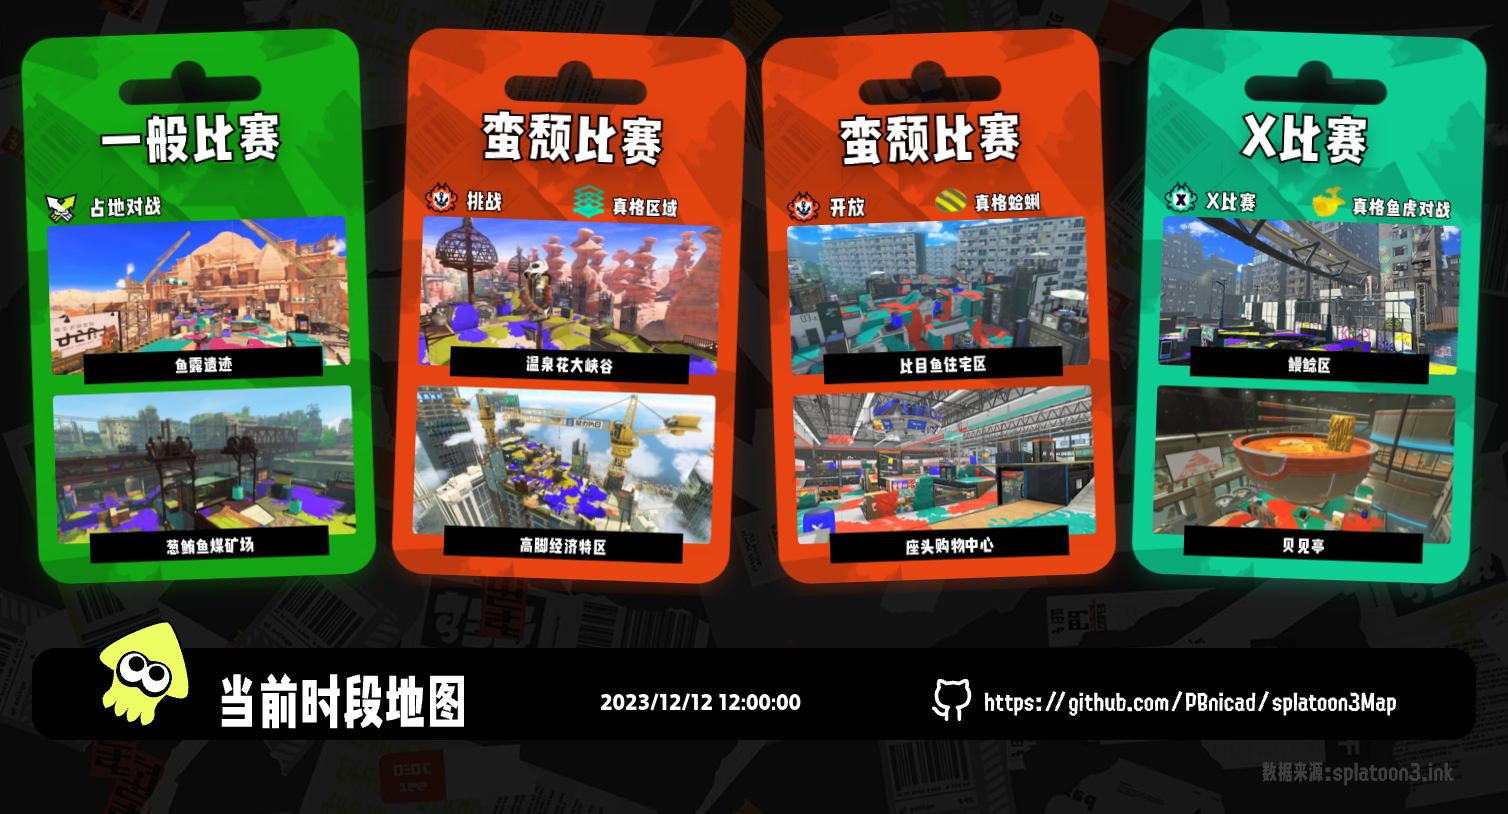 一般比赛
占地对战
鱼露遗迹
葱鲔鱼煤矿场
蛮颓比赛
挑战
真格区域
温泉花大峡谷
高脚经济特区
蛮颓比赛
开放
真格蛤蜊
比目鱼住宅区
座头购物中心
X比赛
X比赛
真格鱼虎对战
鳗鲶区
贝见亭
当前时段地图
2023/12/12 12:00:00
https://github.com/PBnicad/splatoon3Map
数据来源:splatoon3.ink